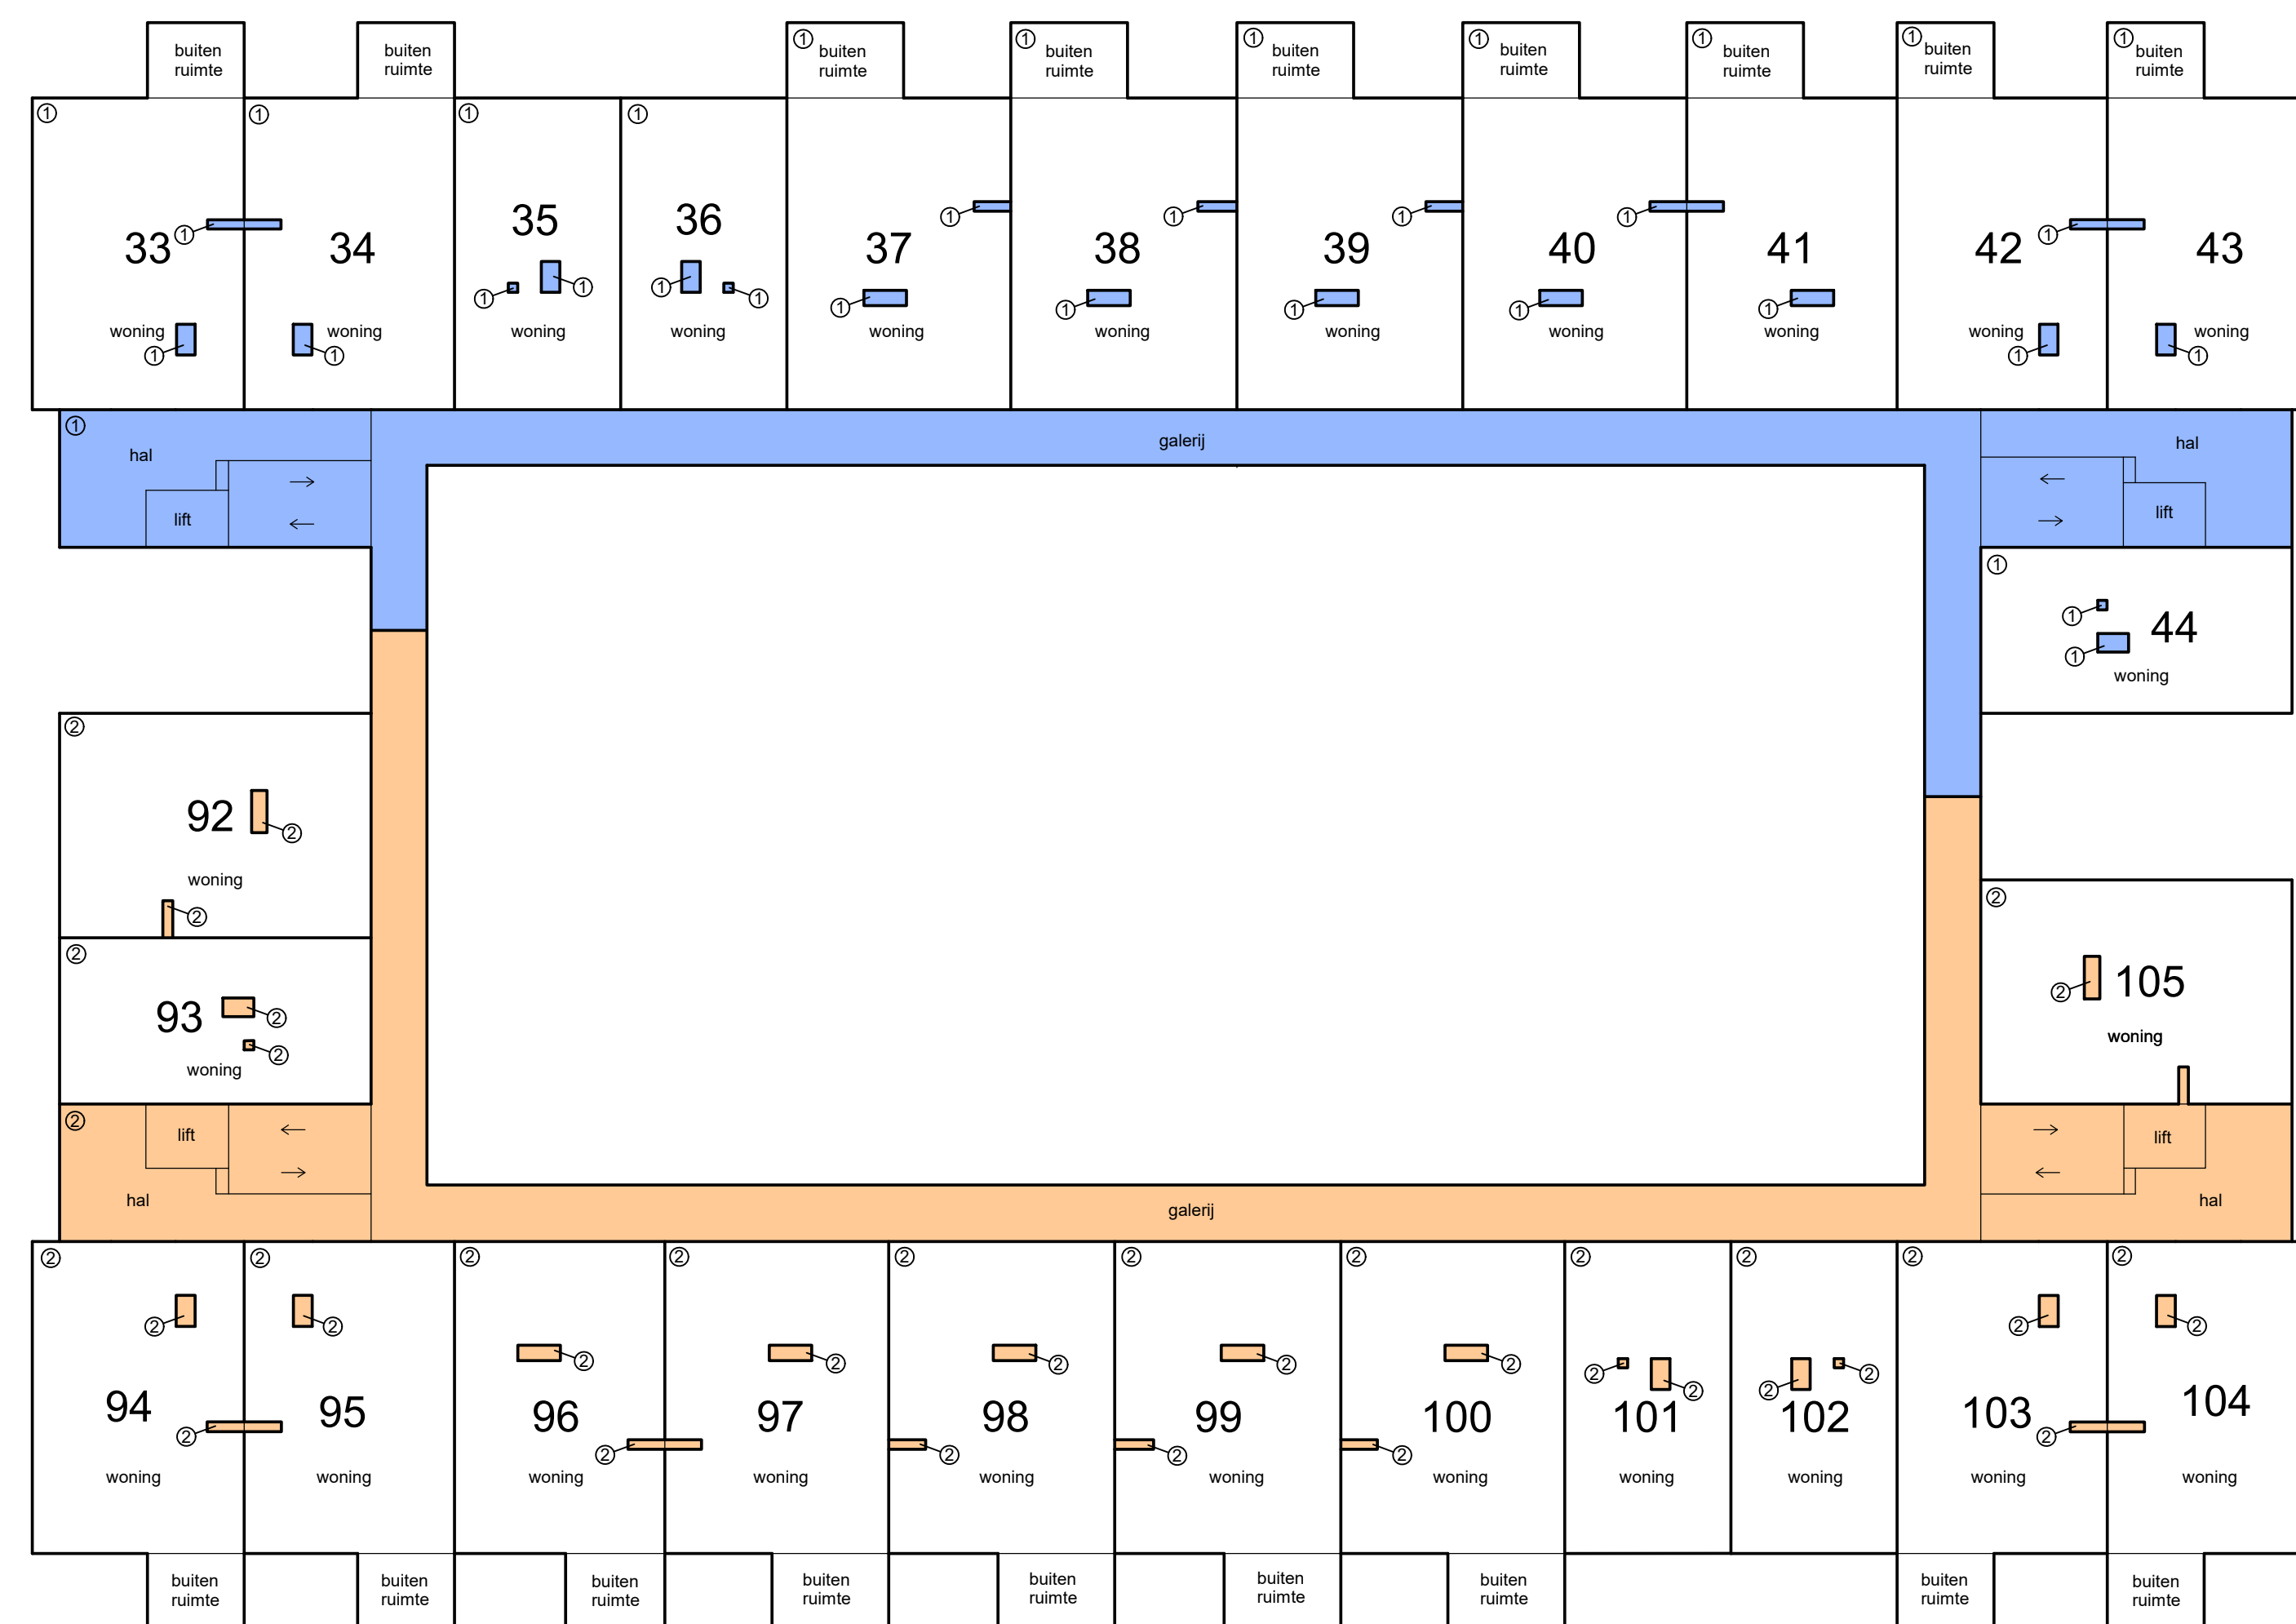 buiten
ruimte
buiten
ruimte
① buiten
ruimte
① buiten
ruimte
① buiten
ruimte
① buiten
ruimte
① buiten
ruimte
① buiten
ruimte
① buiten
ruimte
① ① ① ①
① ① ① ① ①
33 ① 34 35 36 37 38 39 40 41 42 ① 43
① ① ① ①
① ① ① ① ①
woning woning woning woning woning woning woning woning woning woning woning
① ① ① ①
①
hal
galerij
hal
lift
lift
①
①
44
①
woning
②
92
②
woning
②
②
②
93
②
②
woning
105
②
woning
②
lift
lift
hal
galerij
hal
② ② ② ② ② ② ② ② ② ② ②
② ② ② ②
② ② ② ② ②
② ② ② ②
94 95 96 97 98 99 100 101 102 103 104
② ② ② ② ② ②
woning woning woning woning woning woning woning woning woning woning woning
buiten
ruimte
buiten
ruimte
buiten
ruimte
buiten
ruimte
buiten
ruimte
buiten
ruimte
buiten
ruimte
buiten
ruimte
buiten
ruimte